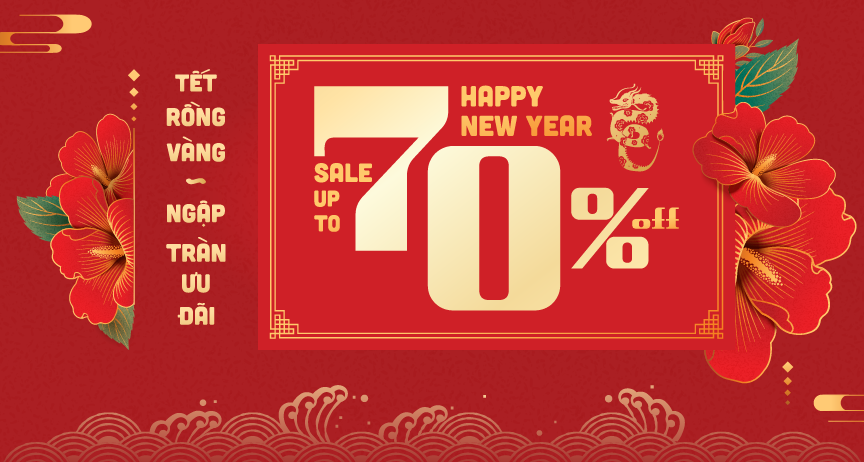 TẾT
RỒNG
VÀNG
~
NGẬP
TRÀN
ƯU
ĐÃI
HAPPY
NEW YEAR
SALE
UP
TO
70% off